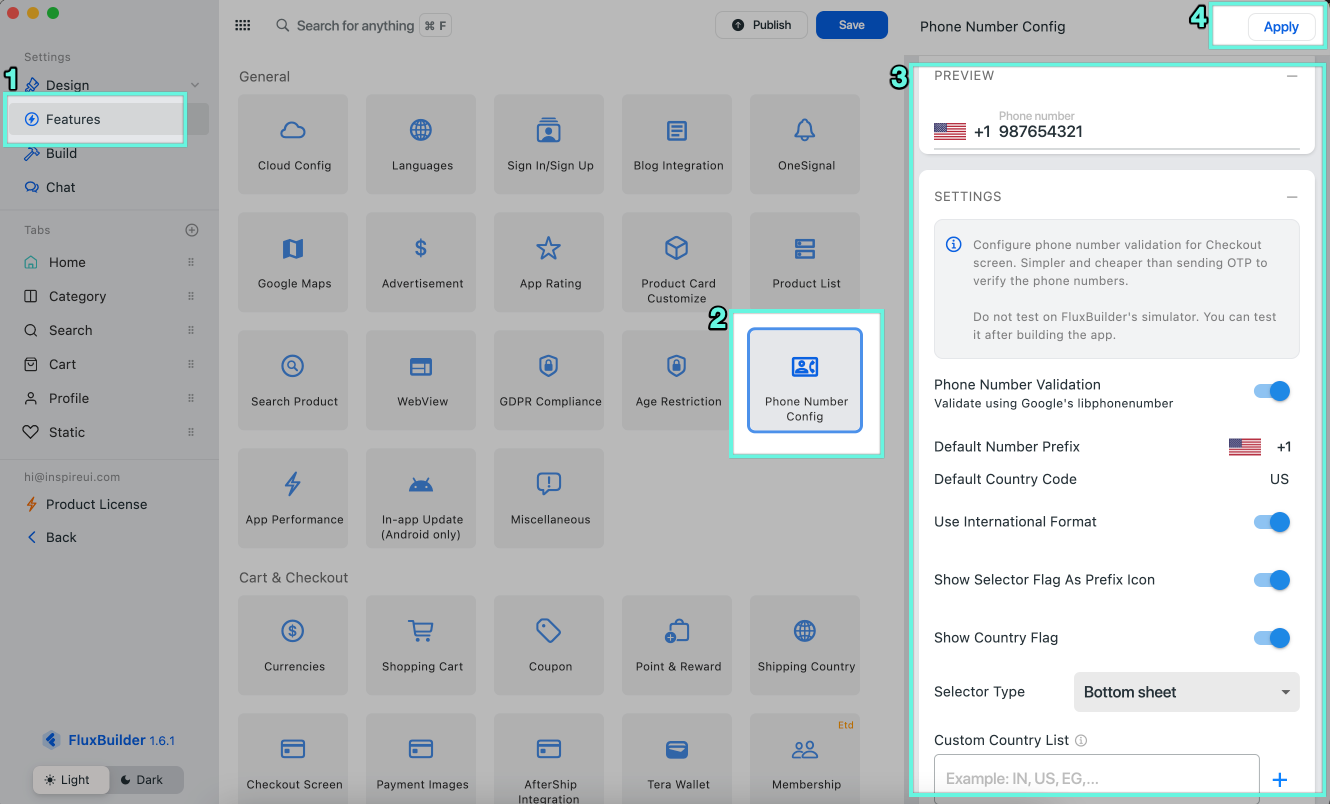 Settings
1
Design
Features
Build
Chat
Tabs
Home
Category
Search
Cart
Profile
Static
hi@inspireui.com
Product License
Back
FluxBuilder 1.6.1
Light
Dark
Search for anything
⌘ F
Publish
Save
General
Cloud Config
Languages
Sign In/Sign Up
Blog Integration
OneSignal
Google Maps
Advertisement
App Rating
Product Card
Customize
Product List
Search Product
WebView
GDPR Compliance
Age Restriction
2
Phone Number
Config
App Performance
In-app Update
(Android only)
Miscellaneous
Cart & Checkout
Currencies
Shopping Cart
Coupon
Point & Reward
Shipping Country
Checkout Screen
Payment Images
AfterShip
Integration
Tera Wallet
Etd
Membership
Phone Number Config
4
Apply
3
PREVIEW
Phone number
+1 987654321
SETTINGS
Configure phone number validation for Checkout
screen. Simpler and cheaper than sending OTP to
verify the phone numbers.
Do not test on FluxBuilder's simulator. You can test
it after building the app.
Phone Number Validation
Validate using Google's libphonenumber
Default Number Prefix
+1
Default Country Code
US
Use International Format
Show Selector Flag As Prefix Icon
Show Country Flag
Selector Type
Bottom sheet
Custom Country List
Example: IN, US, EG,...